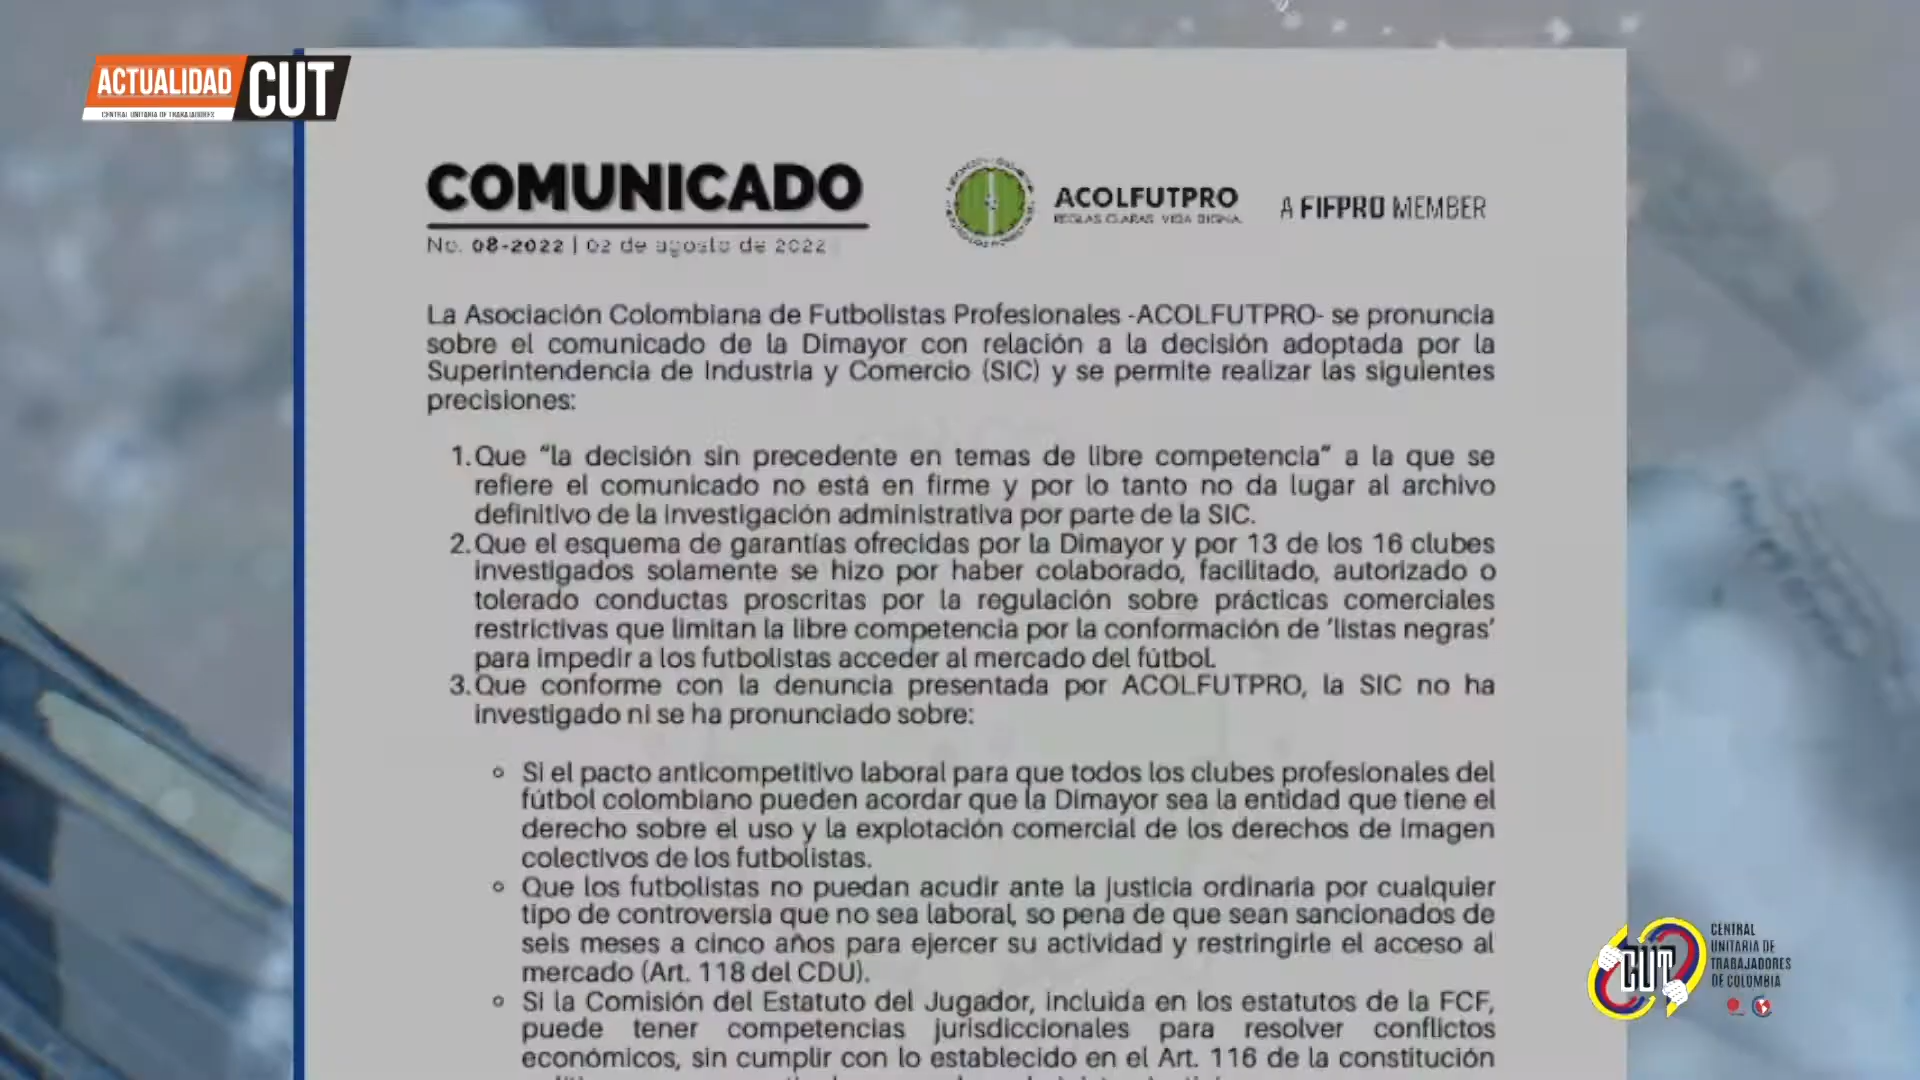 ACTUALIDAD CUT
CENTRAL UNITARIA DE TRABAJADORES
COMUNICADO
No. 08-2022 | 02 de agosto de 2022
ACOLFUTPRO
REGLAS CLARAS. VIDA DIGNA.
A FIFPRO MEMBER
La Asociación Colombiana de Futbolistas Profesionales -ACOLFUTPRO- se pronuncia
sobre el comunicado de la Dimayor con relación a la decisión adoptada por la
Superintendencia de Industria y Comercio (SIC) y se permite realizar las siguientes
precisiones:
1. Que “la decisión sin precedente en temas de libre competencia” a la que se
refiere el comunicado no está en firme y por lo tanto no da lugar al archivo
definitivo de la investigación administrativa por parte de la SIC.
2. Que el esquema de garantías ofrecidas por la Dimayor y por 13 de los 16 clubes
investigados solamente se hizo por haber colaborado, facilitado, autorizado o
tolerado conductas proscritas por la regulación sobre prácticas comerciales
restrictivas que limitan la libre competencia por la conformación de ‘listas negras’
para impedir a los futbolistas acceder al mercado del fútbol.
3. Que conforme con la denuncia presentada por ACOLFUTPRO, la SIC no ha
investigado ni se ha pronunciado sobre:
Si el pacto anticompetitivo laboral para que todos los clubes profesionales del
fútbol colombiano pueden acordar que la Dimayor sea la entidad que tiene el
derecho sobre el uso y la explotación comercial de los derechos de imagen
colectivos de los futbolistas.
Que los futbolistas no puedan acudir ante la justicia ordinaria por cualquier
tipo de controversia que no sea laboral, so pena de que sean sancionados de
seis meses a cinco años para ejercer su actividad y restringirle el acceso al
mercado (Art. 118 del CDU).
Si la Comisión del Estatuto del Jugador, incluida en los estatutos de la FCF,
puede tener competencias jurisdiccionales para resolver conflictos
económicos, sin cumplir con lo establecido en el Art. 116 de la constitución
CUT
CENTRAL
UNITARIA DE
TRABAJADORES
DE COLOMBIA